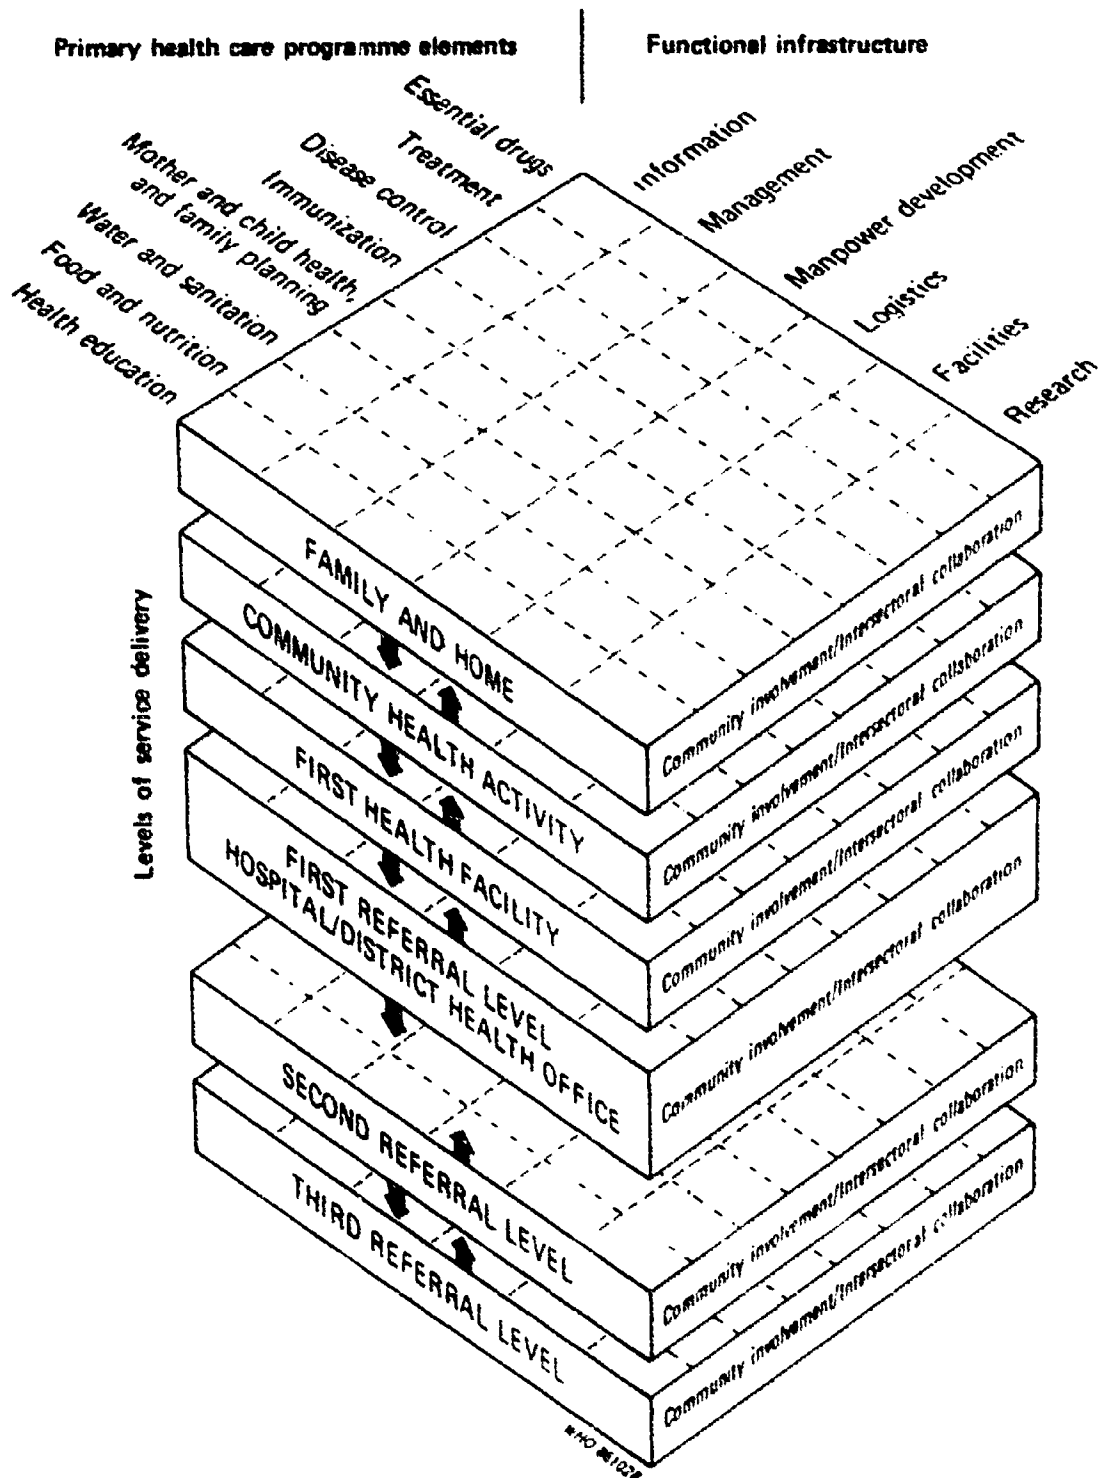 Primary health care programme elements
Functional infrastructure
Essential drugs
Treatment
Disease control
Immunization
Mother and child health,
and family planning
Water and sanitation
Food and nutrition
Health education
Information
Management
Manpower development
Logistics
Facilities
Research
Levels of service delivery
FAMILY AND HOME
Community involvement/Intersectoral collaboration
COMMUNITY HEALTH ACTIVITY
Community involvement/Intersectoral collaboration
FIRST HEALTH FACILITY
Community involvement/Intersectoral collaboration
FIRST REFERRAL LEVEL
HOSPITAL/DISTRICT HEALTH OFFICE
Community involvement/Intersectoral collaboration
SECOND REFERRAL LEVEL
Community involvement/Intersectoral collaboration
THIRD REFERRAL LEVEL
Community involvement/Intersectoral collaboration
WHO